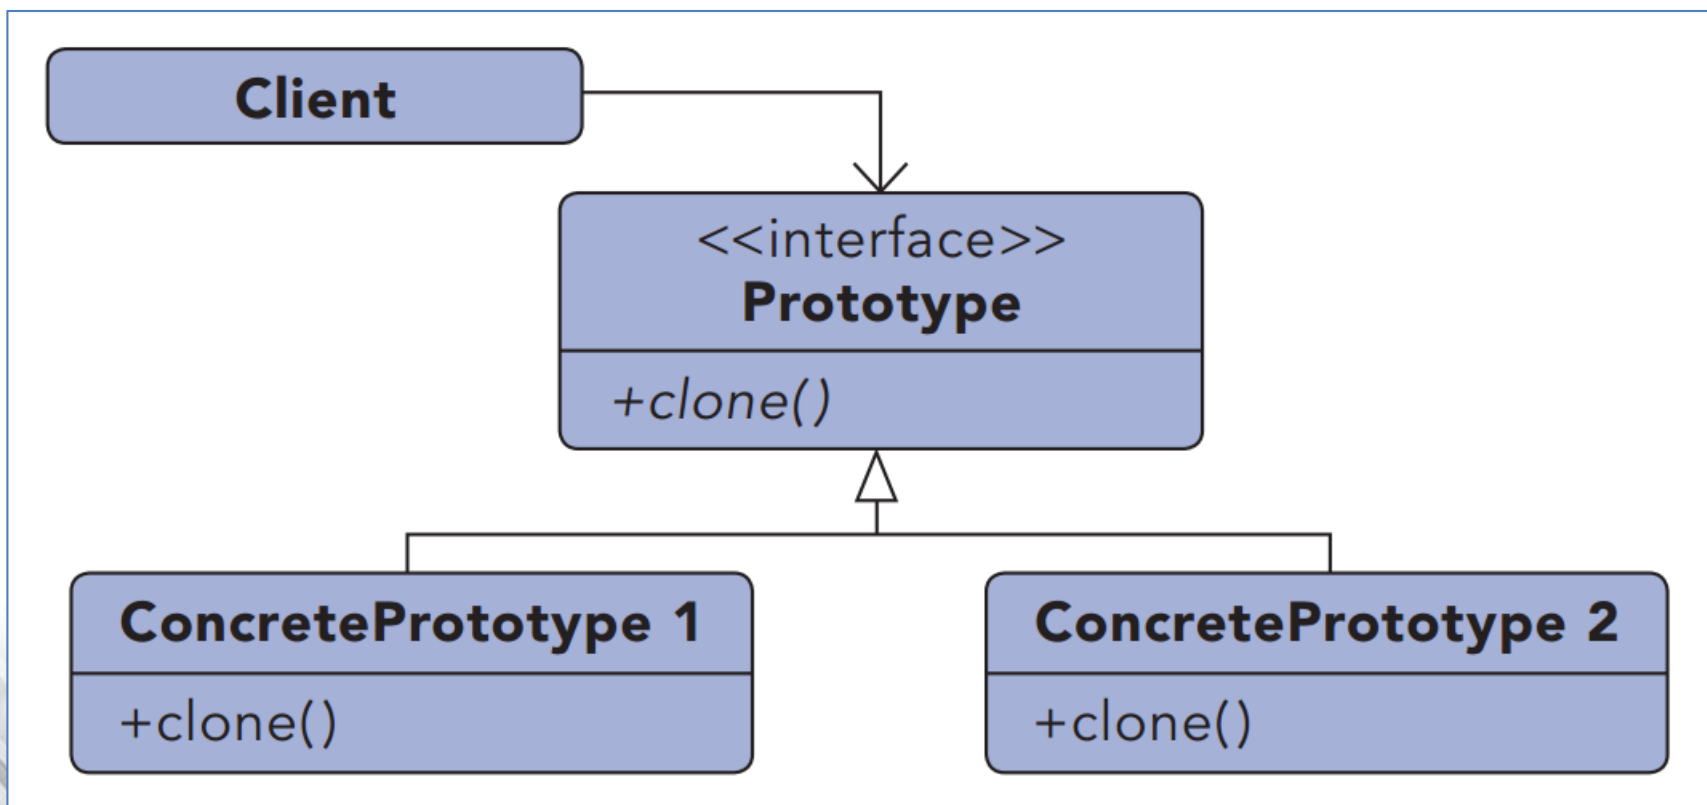 Client
<<interface>>
Prototype
+clone()
ConcretePrototype 1
+clone()
ConcretePrototype 2
+clone()